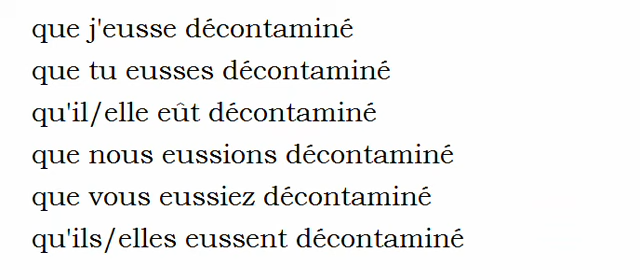 que j'eusse décontaminé
que tu eusses décontaminé
qu'il/elle eût décontaminé
que nous eussions décontaminé
que vous eussiez décontaminé
qu'ils/elles eussent décontaminé